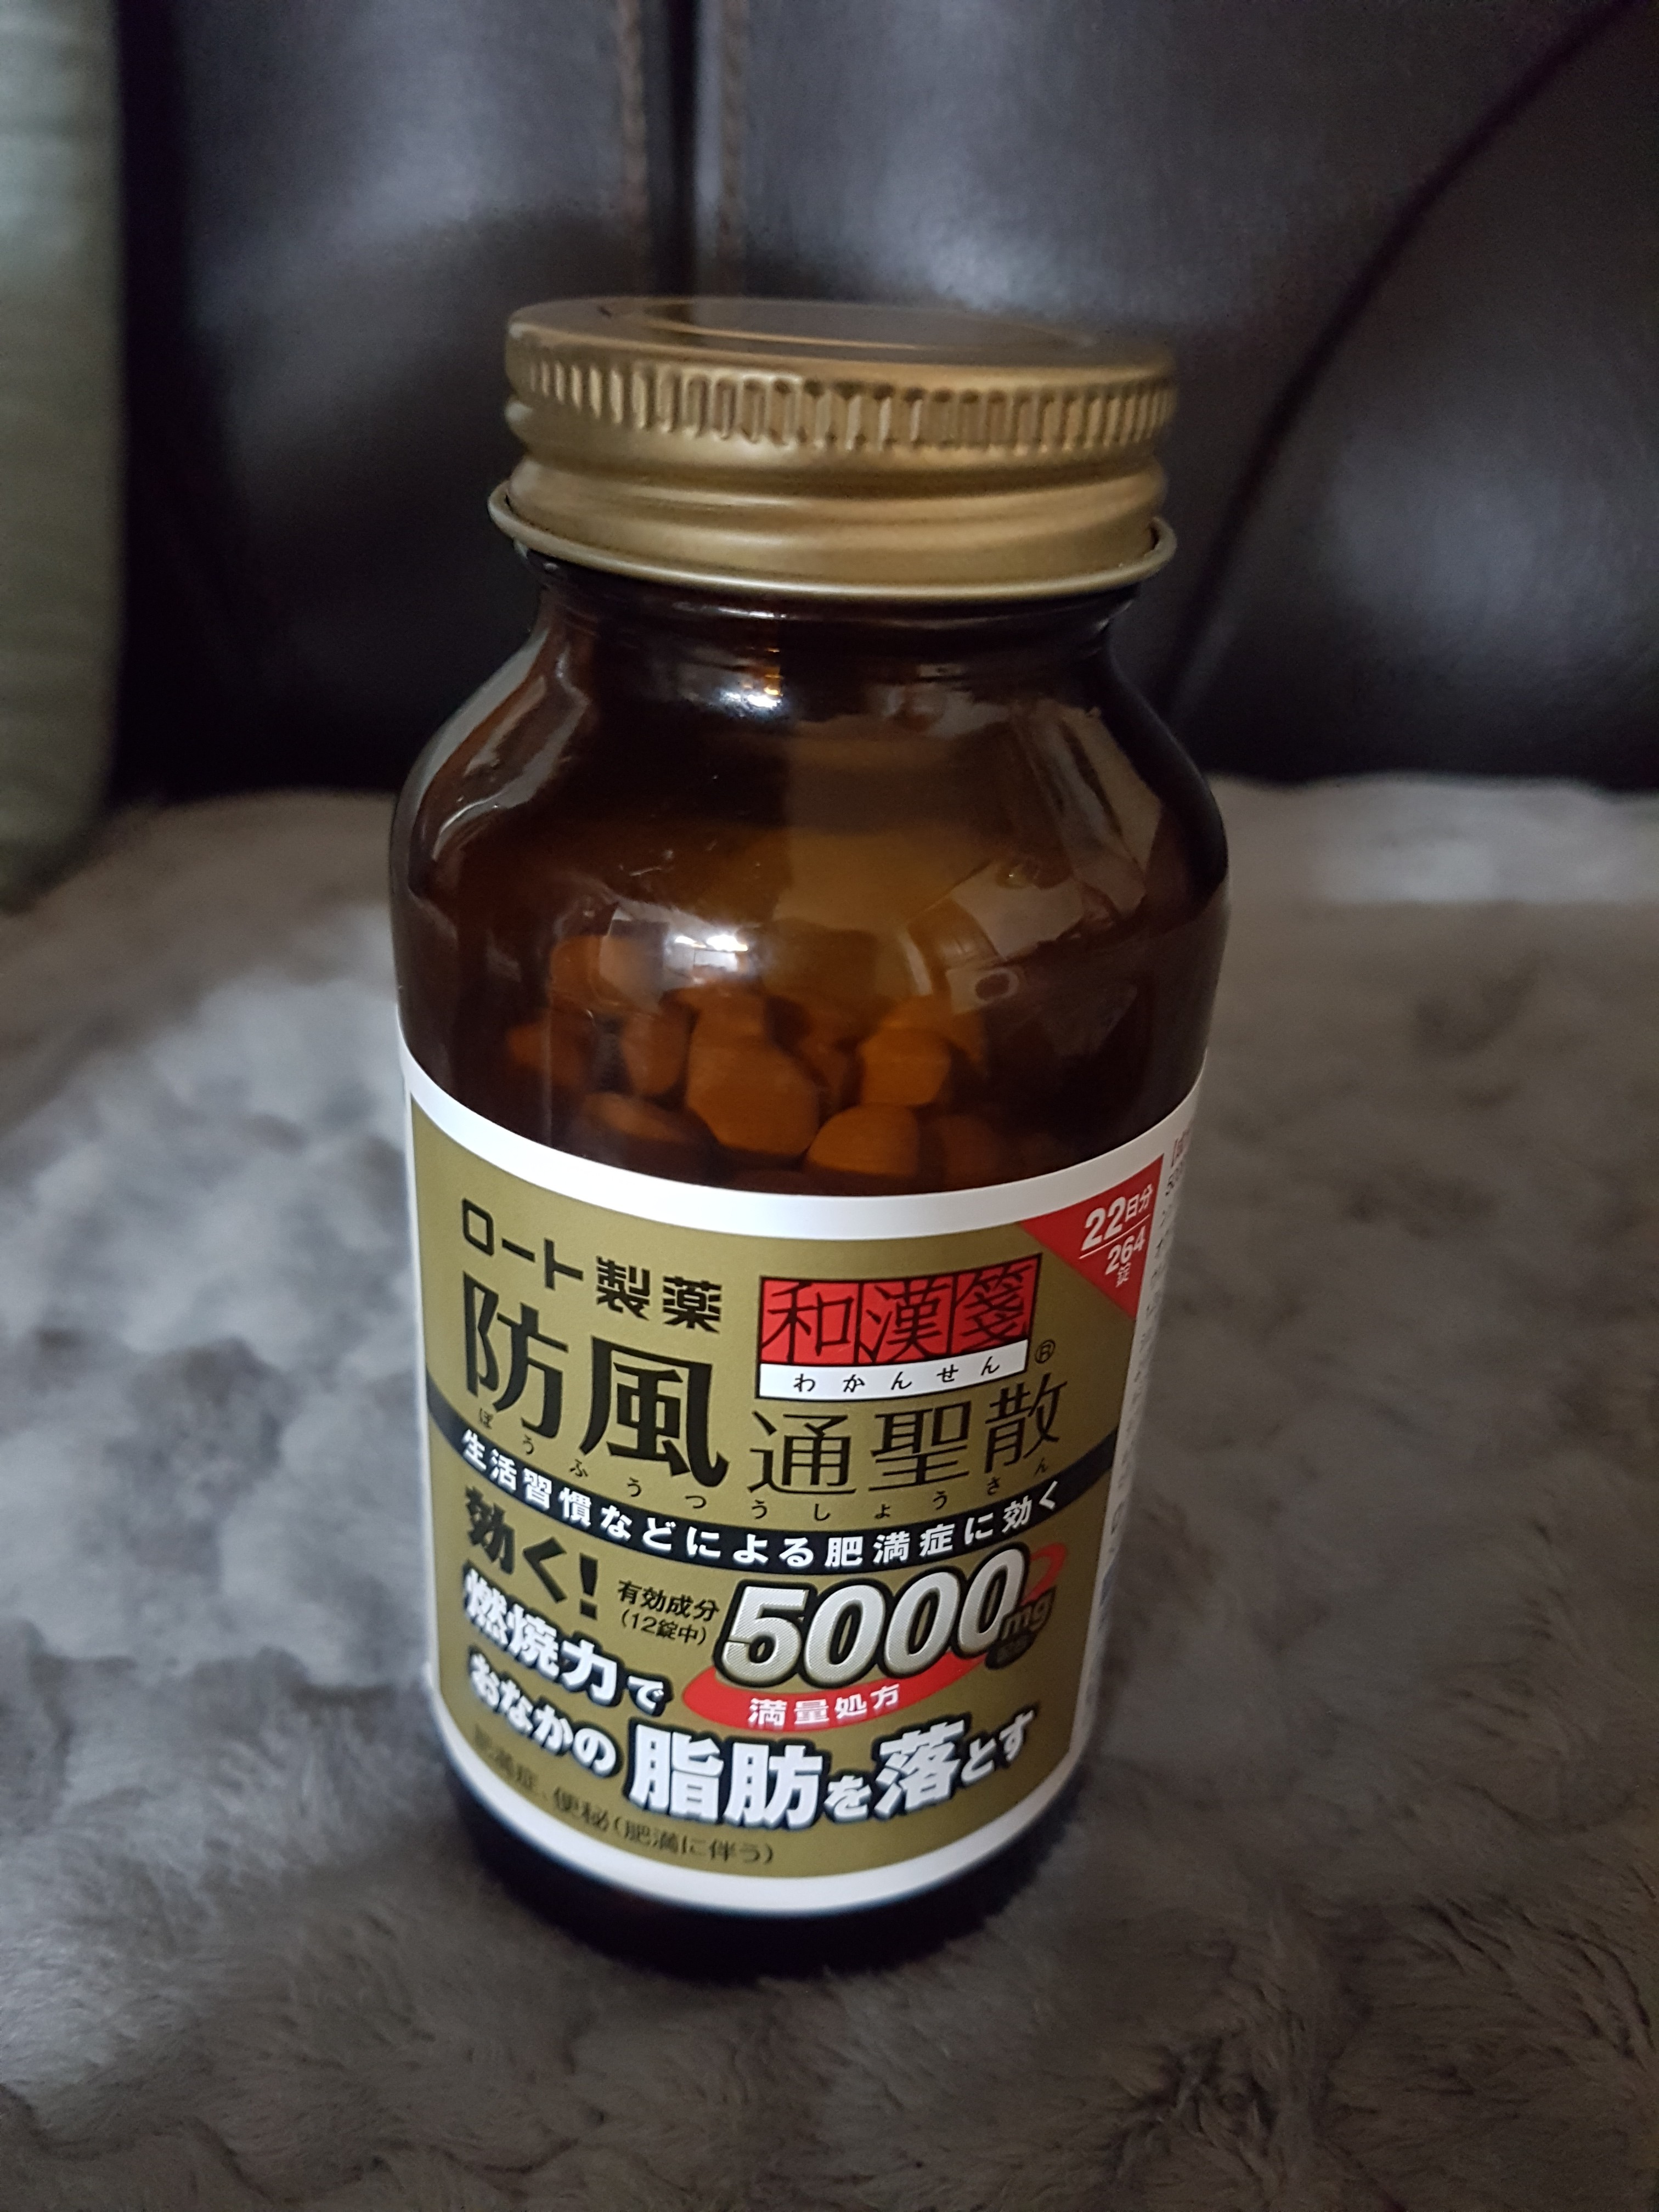 22日分
264錠
ロート製薬
和漢箋
わかんせん
®
防風通聖散
ぼうふうつうしょうさん
生活習慣などによる肥満症に効く
効く!
有効成分
(12錠中)
5000mg
満量処方
燃焼力で
おなかの脂肪を落とす
肥満症、便秘(肥満に伴う)